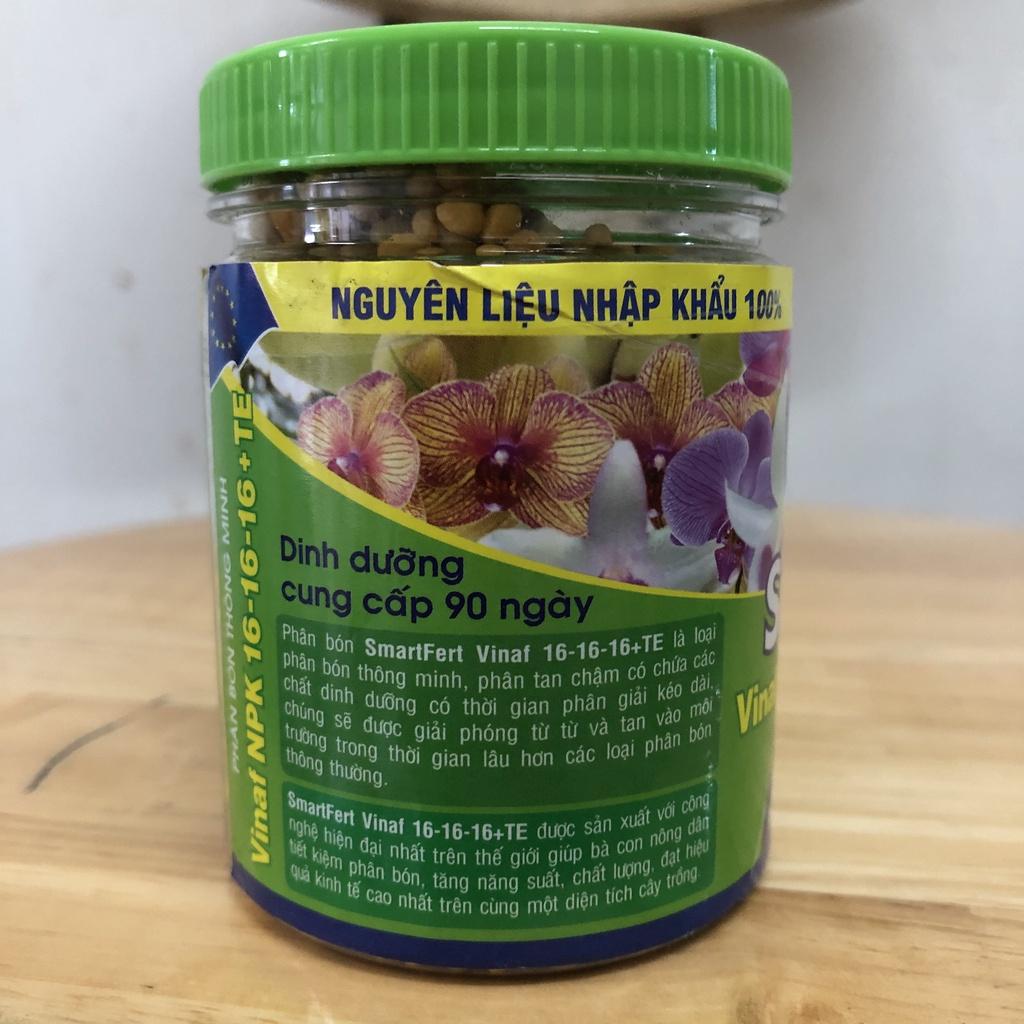 NGUYÊN LIỆU NHẬP KHẨU 100%
PHÂN BÓN THÔNG MINH
Vinaf NPK 16-16-16+TE
Dinh dưỡng
cung cấp 90 ngày
Phân bón SmartFert Vinaf 16-16-16+TE là loại
phân bón thông minh, phân tan chậm có chứa các
chất dinh dưỡng có thời gian phân giải kéo dài,
chúng sẽ được giải phóng từ từ và tan vào môi
trường trong thời gian lâu hơn các loại phân bón
thông thường.
SmartFert Vinaf 16-16-16+TE được sản xuất với công
nghệ hiện đại nhất trên thế giới giúp bà con nông dân
tiết kiệm phân bón, tăng năng suất, chất lượng, đạt hiệu
quả kinh tế cao nhất trên cùng một diện tích cây trồng.